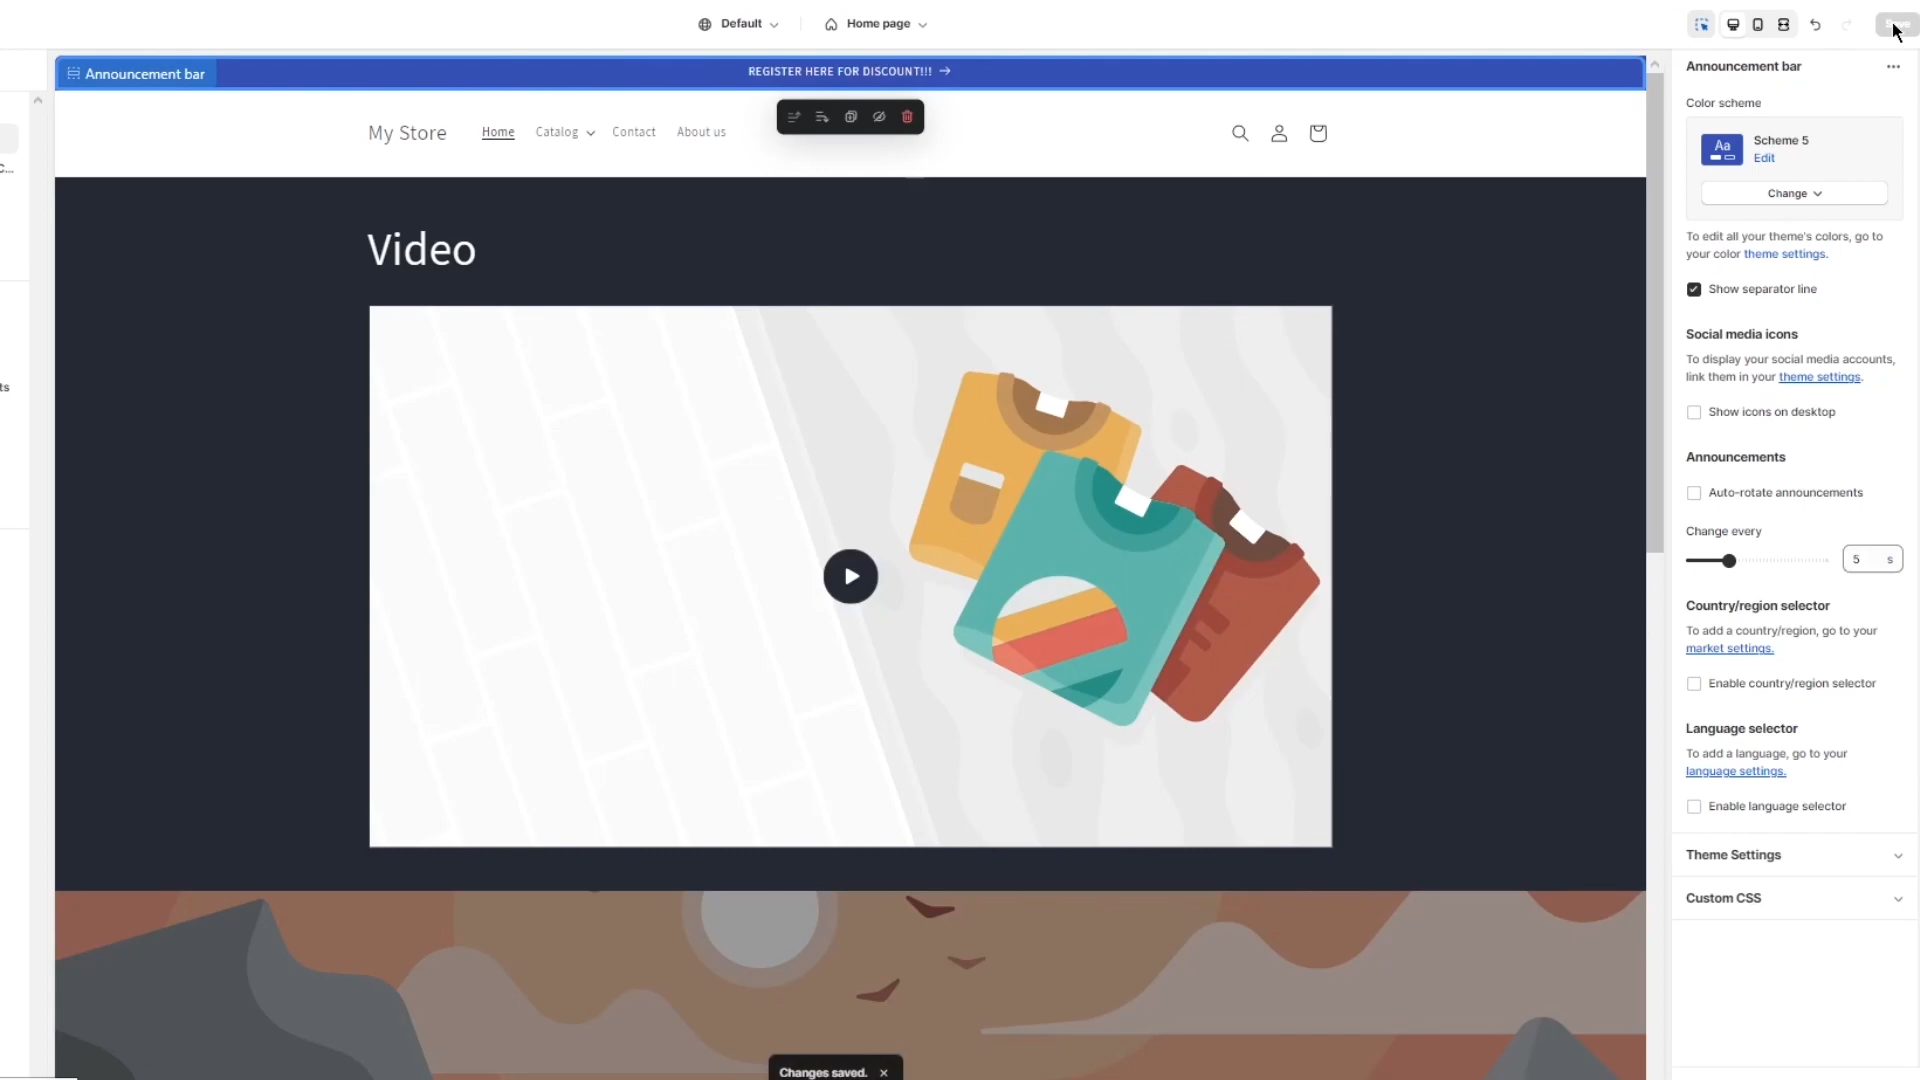 Default
Home page
Save
Announcement bar
REGISTER HERE FOR DISCOUNT!!! →
My Store
Home
Catalog
Contact
About us
Video
Changes saved.
C...
ts
Announcement bar
Color scheme
Aa
Scheme 5
Edit
Change
To edit all your theme's colors, go to
your color theme settings.
Show separator line
Social media icons
To display your social media accounts,
link them in your theme settings.
Show icons on desktop
Announcements
Auto-rotate announcements
Change every
5 s
Country/region selector
To add a country/region, go to your
market settings.
Enable country/region selector
Language selector
To add a language, go to your
language settings.
Enable language selector
Theme Settings
Custom CSS